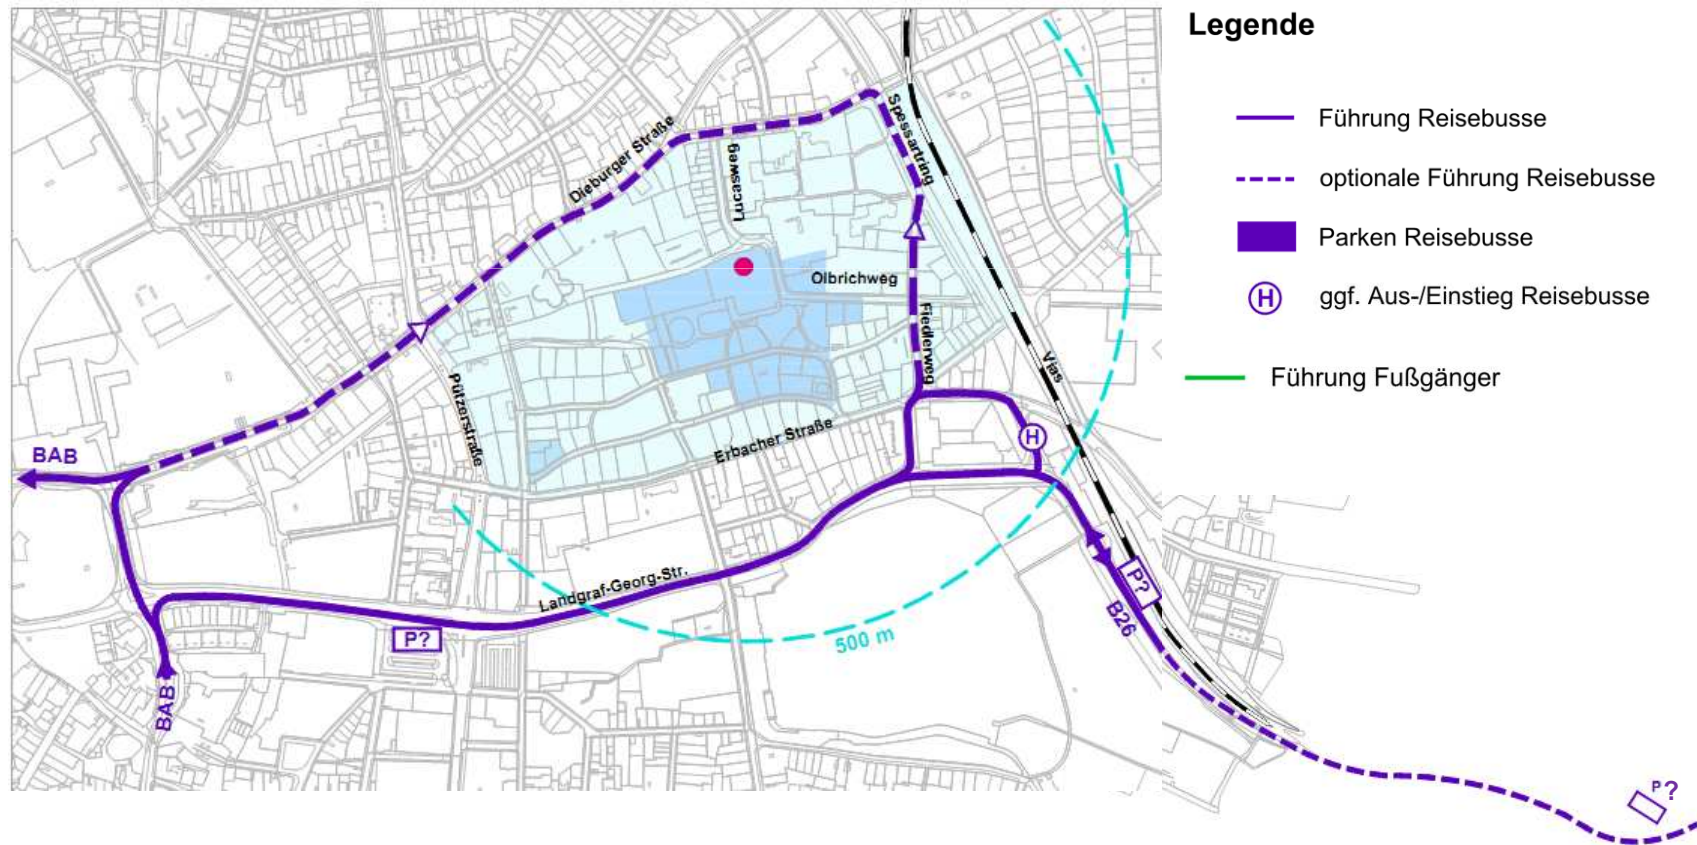 Legende
Führung Reisebusse
optionale Führung Reisebusse
Parken Reisebusse
H ggf. Aus-/Einstieg Reisebusse
Führung Fußgänger
Spessartring
Dieburger Straße
Lucasweg
Olbrichweg
Fiedlerweg
Vias
Pützerstraße
Erbacher Straße
H
BAB
Landgraf-Georg-Str.
P?
B26
P?
500 m
BAB
P?